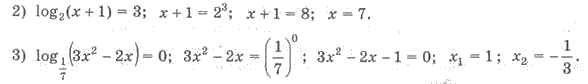 2) log₂(x + 1) = 3; x + 1 = 2³; x + 1 = 8; x = 7.
3) log_{1/7}(3x² − 2x) = 0; 3x² − 2x = (1/7)⁰; 3x² − 2x − 1 = 0; x₁ = 1; x₂ = −1/3.